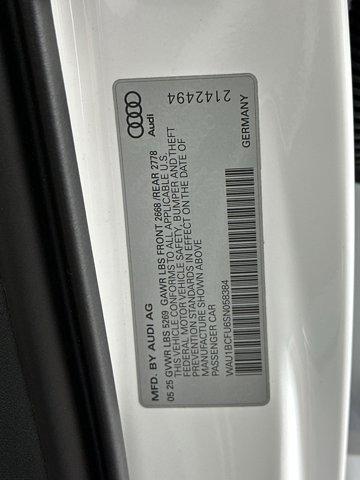 MFD. BY AUDI AG
05 25 GVWR LBS 5269 GAWR LBS FRONT 2668 /REAR 2778
THIS VEHICLE CONFORMS TO ALL APPLICABLE U.S.
FEDERAL MOTOR VEHICLE SAFETY, BUMPER AND THEFT
PREVENTION STANDARDS IN EFFECT ON THE DATE OF
MANUFACTURE SHOWN ABOVE
PASSENGER CAR
WAU1BCFU6SN058384
GERMANY
Audi
2142494